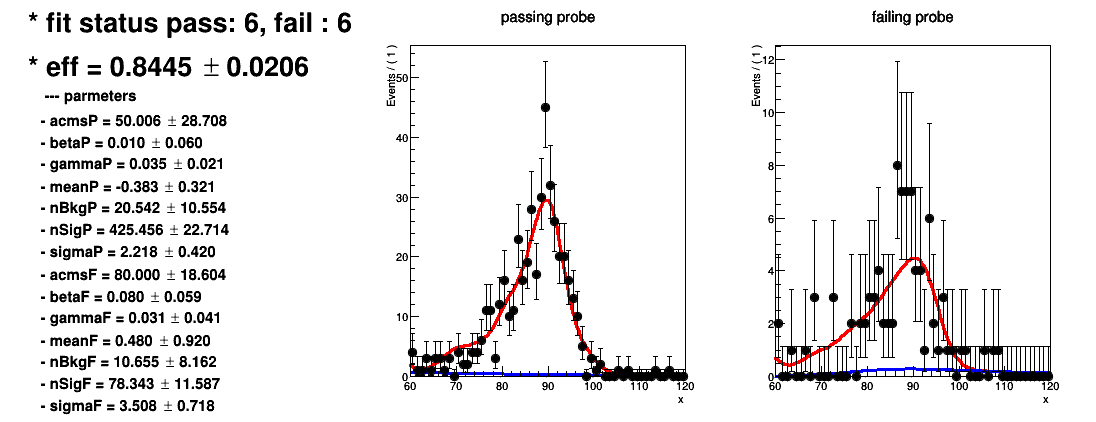 * fit status pass: 6, fail : 6
* eff = 0.8445 ± 0.0206
--- parmeters
- acmsP = 50.006 ± 28.708
- betaP = 0.010 ± 0.060
- gammaP = 0.035 ± 0.021
- meanP = -0.383 ± 0.321
- nBkgP = 20.542 ± 10.554
- nSigP = 425.456 ± 22.714
- sigmaP = 2.218 ± 0.420
- acmsF = 80.000 ± 18.604
- betaF = 0.080 ± 0.059
- gammaF = 0.031 ± 0.041
- meanF = 0.480 ± 0.920
- nBkgF = 10.655 ± 8.162
- nSigF = 78.343 ± 11.587
- sigmaF = 3.508 ± 0.718
passing probe
Events / ( 1 )
50
40
30
20
10
0
60 70 80 90 100 110 120
x
failing probe
Events / ( 1 )
12
10
8
6
4
2
0
60 70 80 90 100 110 120
x